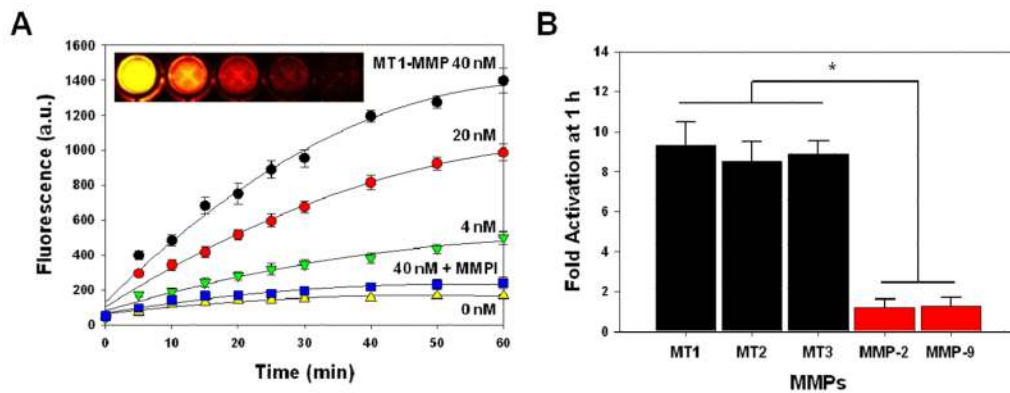 A
Fluorescence (a.u.)
1600
1400
1200
1000
800
600
400
200
0
MT1-MMP 40 nM
20 nM
4 nM
40 nM + MMPI
0 nM
0 10 20 30 40 50 60
Time (min)
B
Fold Activation at 1 h
14
12
10
8
6
4
2
0
*
MT1 MT2 MT3 MMP-2 MMP-9
MMPs